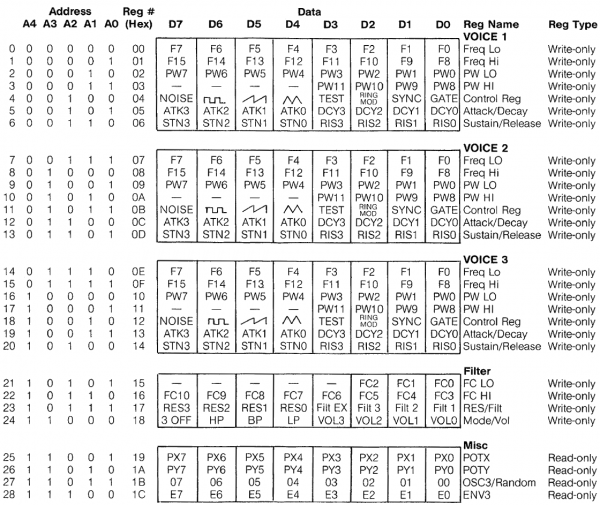 Address Reg # Data
A4 A3 A2 A1 A0 (Hex) D7 D6 D5 D4 D3 D2 D1 D0 Reg Name Reg Type
VOICE 1
0 0 0 0 0 0 00 F7 F6 F5 F4 F3 F2 F1 F0 Freq Lo Write-only
1 0 0 0 0 1 01 F15 F14 F13 F12 F11 F10 F9 F8 Freq Hi Write-only
2 0 0 0 1 0 02 PW7 PW6 PW5 PW4 PW3 PW2 PW1 PW0 PW LO Write-only
3 0 0 0 1 1 03 — — — — PW11 PW10 PW9 PW8 PW HI Write-only
4 0 0 1 0 0 04 NOISE TEST RING MOD SYNC GATE Control Reg Write-only
5 0 0 1 0 1 05 ATK3 ATK2 ATK1 ATK0 DCY3 DCY2 DCY1 DCY0 Attack/Decay Write-only
6 0 0 1 1 0 06 STN3 STN2 STN1 STN0 RIS3 RIS2 RIS1 RIS0 Sustain/Release Write-only
VOICE 2
7 0 0 1 1 1 07 F7 F6 F5 F4 F3 F2 F1 F0 Freq LO Write-only
8 0 1 0 0 0 08 F15 F14 F13 F12 F11 F10 F9 F8 Freq Hi Write-only
9 0 1 0 0 1 09 PW7 PW6 PW5 PW4 PW3 PW2 PW1 PW0 PW LO Write-only
10 0 1 0 1 0 0A — — — — PW11 PW10 PW9 PW8 PW HI Write-only
11 0 1 0 1 1 0B NOISE TEST RING MOD SYNC GATE Control Reg Write-only
12 0 1 1 0 0 0C ATK3 ATK2 ATK1 ATK0 DCY3 DCY2 DCY1 DCY0 Attack/Decay Write-only
13 0 1 1 0 1 0D STN3 STN2 STN1 STN0 RIS3 RIS2 RIS1 RIS0 Sustain/Release Write-only
VOICE 3
14 0 1 1 1 0 0E F7 F6 F5 F4 F3 F2 F1 F0 Freq LO Write-only
15 0 1 1 1 1 0F F15 F14 F13 F12 F11 F10 F9 F8 Freq Hi Write-only
16 1 0 0 0 0 10 PW7 PW6 PW5 PW4 PW3 PW2 PW1 PW0 PW LO Write-only
17 1 0 0 0 1 11 — — — — PW11 PW10 PW9 PW8 PW HI Write-only
18 1 0 0 1 0 12 NOISE TEST RING MOD SYNC GATE Control Reg Write-only
19 1 0 0 1 1 13 ATK3 ATK2 ATK1 ATK0 DCY3 DCY2 DCY1 DCY0 Attack/Decay Write-only
20 1 0 1 0 0 14 STN3 STN2 STN1 STN0 RIS3 RIS2 RIS1 RIS0 Sustain/Release Write-only
Filter
21 1 0 1 0 1 15 — — — — — FC2 FC1 FC0 FC LO Write-only
22 1 0 1 1 0 16 FC10 FC9 FC8 FC7 FC6 FC5 FC4 FC3 FC HI Write-only
23 1 0 1 1 1 17 RES3 RES2 RES1 RES0 Filt EX Filt 3 Filt 2 Filt 1 RES/Filt Write-only
24 1 1 0 0 0 18 3 OFF HP BP LP VOL3 VOL2 VOL1 VOL0 Mode/Vol Write-only
Misc
25 1 1 0 0 1 19 PX7 PX6 PX5 PX4 PX3 PX2 PX1 PX0 POTX Read-only
26 1 1 0 1 0 1A PY7 PY6 PY5 PY4 PY3 PY2 PY1 PY0 POTY Read-only
27 1 1 0 1 1 1B 07 06 05 04 03 02 01 00 OSC3/Random Read-only
28 1 1 1 0 0 1C E7 E6 E5 E4 E3 E2 E1 E0 ENV3 Read-only